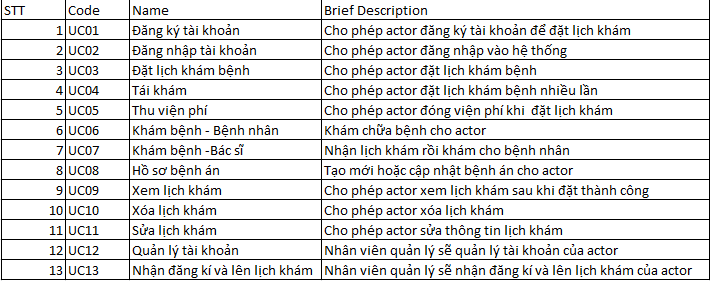 STT Code Name Brief Description
1 UC01 Đăng ký tài khoản Cho phép actor đăng ký tài khoản để đặt lịch khám
2 UC02 Đăng nhập tài khoản Cho phép actor đăng nhập vào hệ thống
3 UC03 Đặt lịch khám bệnh Cho phép actor đặt lịch khám bệnh
4 UC04 Tái khám Cho phép actor đặt lịch khám bệnh nhiều lần
5 UC05 Thu viện phí Cho phép actor đóng viện phí khi đặt lịch khám
6 UC06 Khám bệnh - Bệnh nhân Khám chữa bệnh cho actor
7 UC07 Khám bệnh -Bác sĩ Nhận lịch khám rồi khám cho bệnh nhân
8 UC08 Hồ sơ bệnh án Tạo mới hoặc cập nhật bệnh án cho actor
9 UC09 Xem lịch khám Cho phép actor xem lịch khám sau khi đặt thành công
10 UC10 Xóa lịch khám Cho phép actor xóa lịch khám
11 UC11 Sửa lịch khám Cho phép actor sửa thông tin lịch khám
12 UC12 Quản lý tài khoản Nhân viên quản lý sẽ quản lý tài khoản của actor
13 UC13 Nhận đăng kí và lên lịch khám Nhân viên quản lý sẽ nhận đăng kí và lên lịch khám của actor